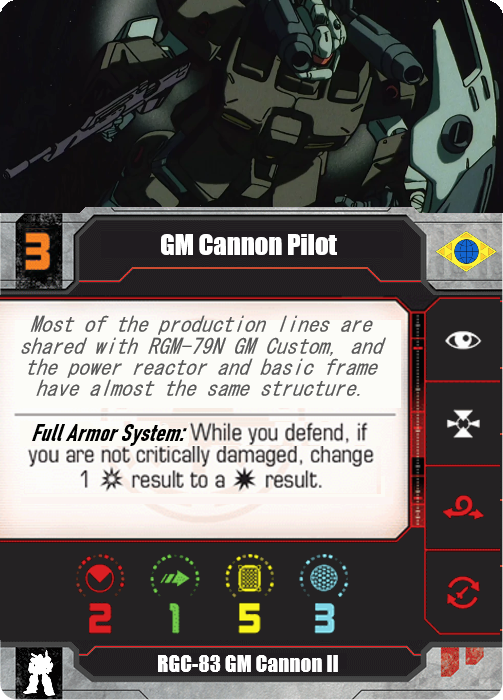 3
GM Cannon Pilot
Most of the production lines are
shared with RGM-79N GM Custom, and
the power reactor and basic frame
have almost the same structure.
Full Armor System: While you defend, if
you are not critically damaged, change
1 result to a result.
2 1 5 3
RGC-83 GM Cannon II